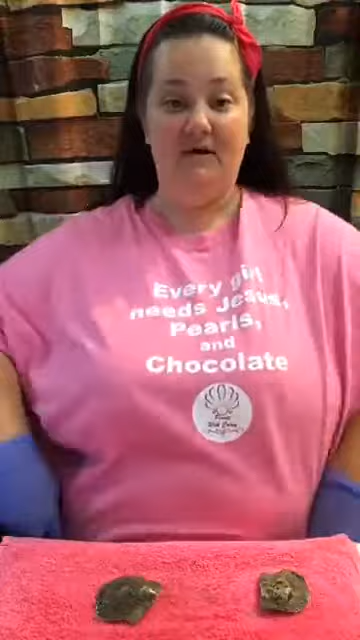 Every girl
needs Jesus,
Pearls,
and
Chocolate